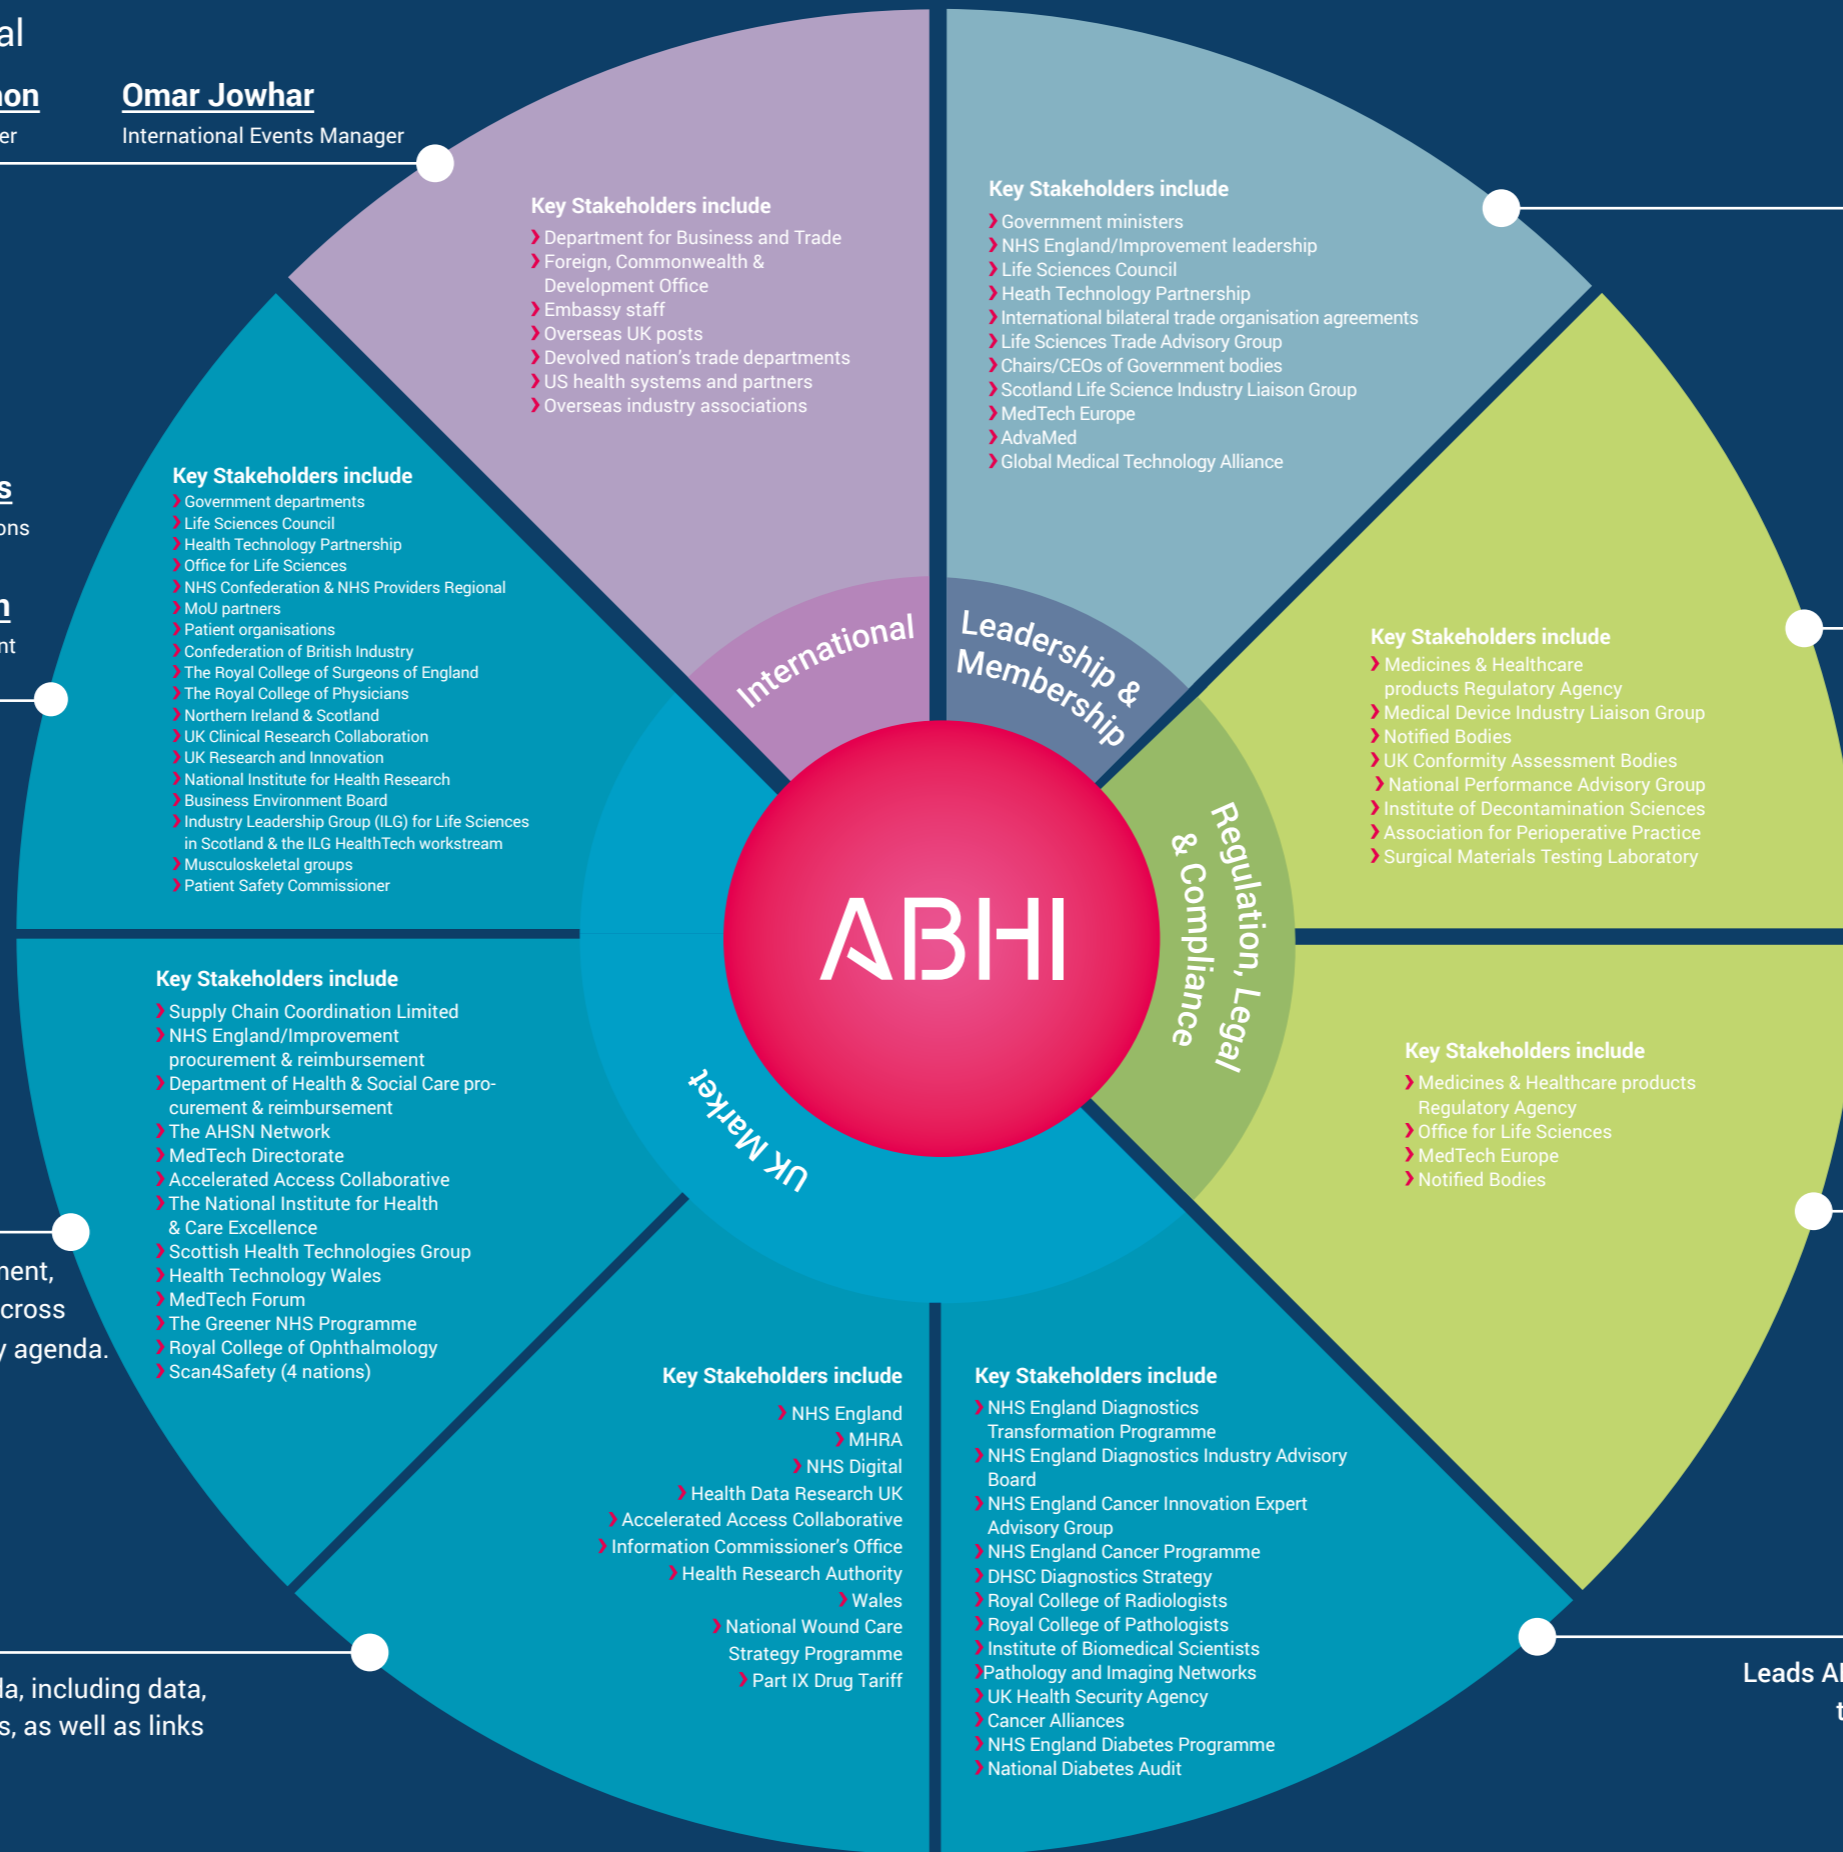 al
Omar Jowhar
er
International Events Manager
Key Stakeholders include
Department for Business and Trade
Foreign, Commonwealth &
Development Office
Embassy staff
Overseas UK posts
Devolved nation's trade departments
US health systems and partners
Overseas industry associations
Key Stakeholders include
Government ministers
NHS England/Improvement leadership
Life Sciences Council
Heath Technology Partnership
International bilateral trade organisation agreements
Life Sciences Trade Advisory Group
Chairs/CEOs of Government bodies
Scotland Life Science Industry Liaison Group
MedTech Europe
AdvaMed
Global Medical Technology Alliance
s
ons
nt
Key Stakeholders include
Government departments
Life Sciences Council
Health Technology Partnership
Office for Life Sciences
NHS Confederation & NHS Providers Regional
MoU partners
Patient organisations
Confederation of British Industry
The Royal College of Surgeons of England
The Royal College of Physicians
Northern Ireland & Scotland
UK Clinical Research Collaboration
UK Research and Innovation
National Institute for Health Research
Business Environment Board
Industry Leadership Group (ILG) for Life Sciences
in Scotland & the ILG HealthTech workstream
Musculoskeletal groups
Patient Safety Commissioner
International
Leadership &
Membership
Key Stakeholders include
Medicines & Healthcare
products Regulatory Agency
Medical Device Industry Liaison Group
Notified Bodies
UK Conformity Assessment Bodies
National Performance Advisory Group
Institute of Decontamination Sciences
Association for Perioperative Practice
Surgical Materials Testing Laboratory
Regulation, Legal
& Compliance
ABHI
UK Market
Key Stakeholders include
Supply Chain Coordination Limited
NHS England/Improvement
procurement & reimbursement
Department of Health & Social Care pro-
curement & reimbursement
The AHSN Network
MedTech Directorate
Accelerated Access Collaborative
The National Institute for Health
& Care Excellence
Scottish Health Technologies Group
Health Technology Wales
MedTech Forum
The Greener NHS Programme
Royal College of Ophthalmology
Scan4Safety (4 nations)
Key Stakeholders include
Medicines & Healthcare products
Regulatory Agency
Office for Life Sciences
MedTech Europe
Notified Bodies
ment,
cross
y agenda.
Key Stakeholders include
NHS England
MHRA
NHS Digital
Health Data Research UK
Accelerated Access Collaborative
Information Commissioner's Office
Health Research Authority
Wales
National Wound Care
Strategy Programme
Part IX Drug Tariff
Key Stakeholders include
NHS England Diagnostics
Transformation Programme
NHS England Diagnostics Industry Advisory
Board
NHS England Cancer Innovation Expert
Advisory Group
NHS England Cancer Programme
DHSC Diagnostics Strategy
Royal College of Radiologists
Royal College of Pathologists
Institute of Biomedical Scientists
Pathology and Imaging Networks
UK Health Security Agency
Cancer Alliances
NHS England Diabetes Programme
National Diabetes Audit
da, including data,
s, as well as links
Leads
t